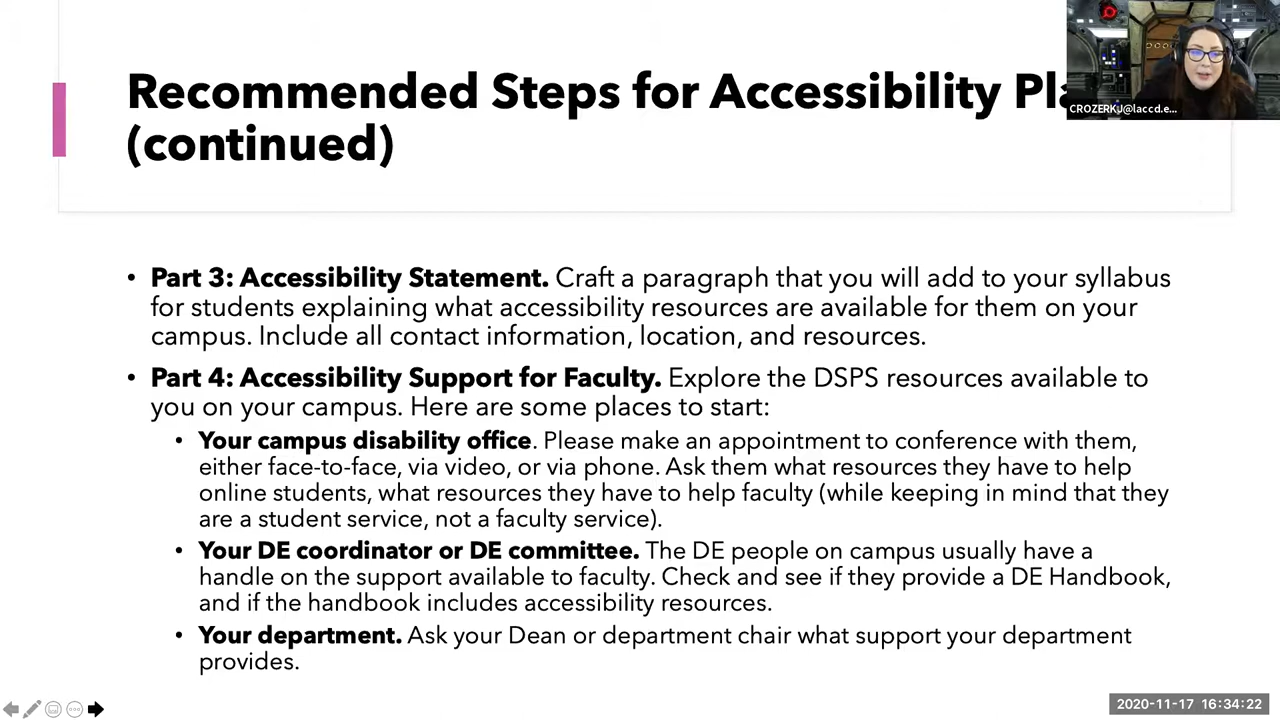 Recommended Steps for Accessibility
(continued)
CROZERKJ@laccd.e...
• Part 3: Accessibility Statement. Craft a paragraph that you will add to your syllabus
for students explaining what accessibility resources are available for them on your
campus. Include all contact information, location, and resources.
• Part 4: Accessibility Support for Faculty. Explore the DSPS resources available to
you on your campus. Here are some places to start:
• Your campus disability office. Please make an appointment to conference with them,
either face-to-face, via video, or via phone. Ask them what resources they have to help
online students, what resources they have to help faculty (while keeping in mind that they
are a student service, not a faculty service).
• Your DE coordinator or DE committee. The DE people on campus usually have a
handle on the support available to faculty. Check and see if they provide a DE Handbook,
and if the handbook includes accessibility resources.
• Your department. Ask your Dean or department chair what support your department
provides.
2020-11-17 16:34:22